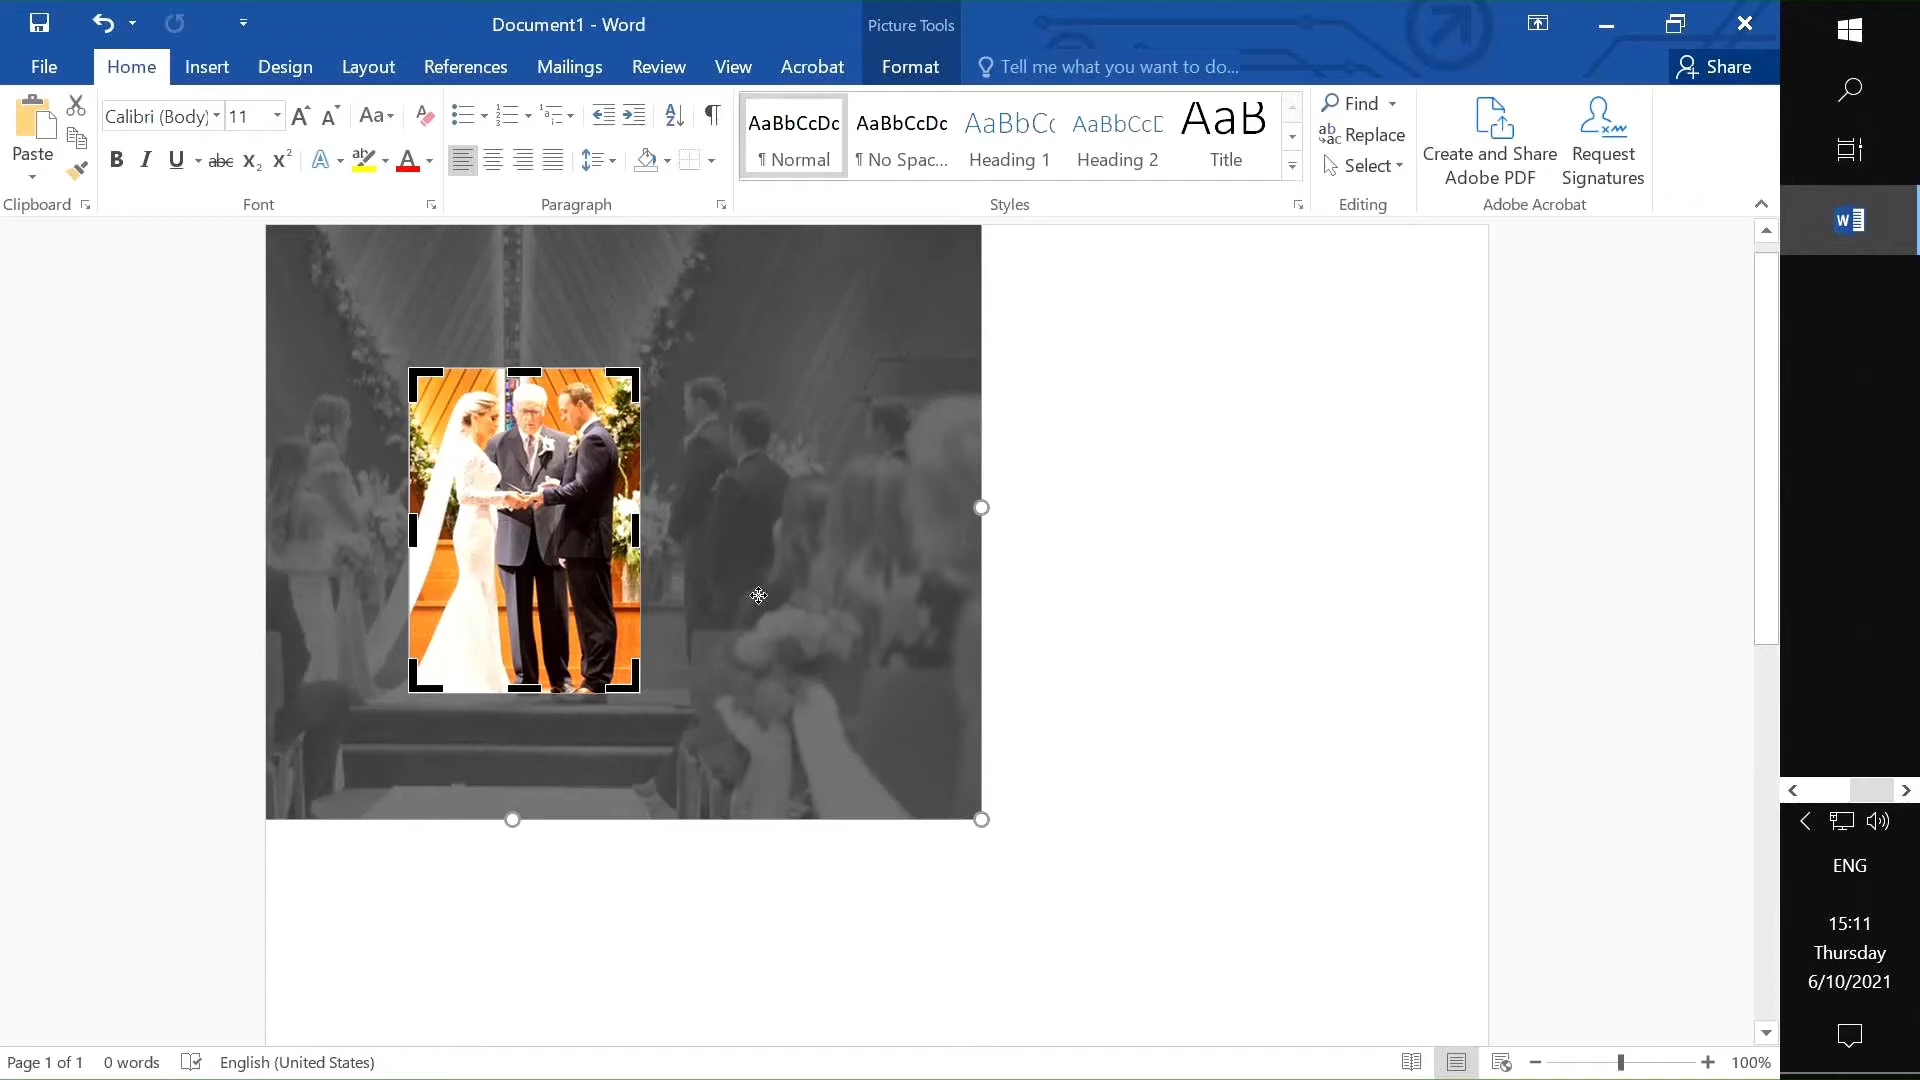 Document1 - Word
Picture Tools
File
Home
Insert
Design
Layout
References
Mailings
Review
View
Acrobat
Format
Tell me what you want to do...
Share
Paste
Clipboard
Calibri (Body)
11
Aa
B
I
U
abc
X₂
X²
A
ab
A
Font
A
Z
¶
Paragraph
AaBbCcDc
¶ Normal
AaBbCcDc
¶ No Spac...
AaBbCc
Heading 1
AaBbCcD
Heading 2
AaB
Title
Styles
Find
Replace
Select
Editing
Create and Share
Adobe PDF
Request
Signatures
Adobe Acrobat
W
ENG
15:11
Thursday
6/10/2021
Page 1 of 1
0 words
English (United States)
100%